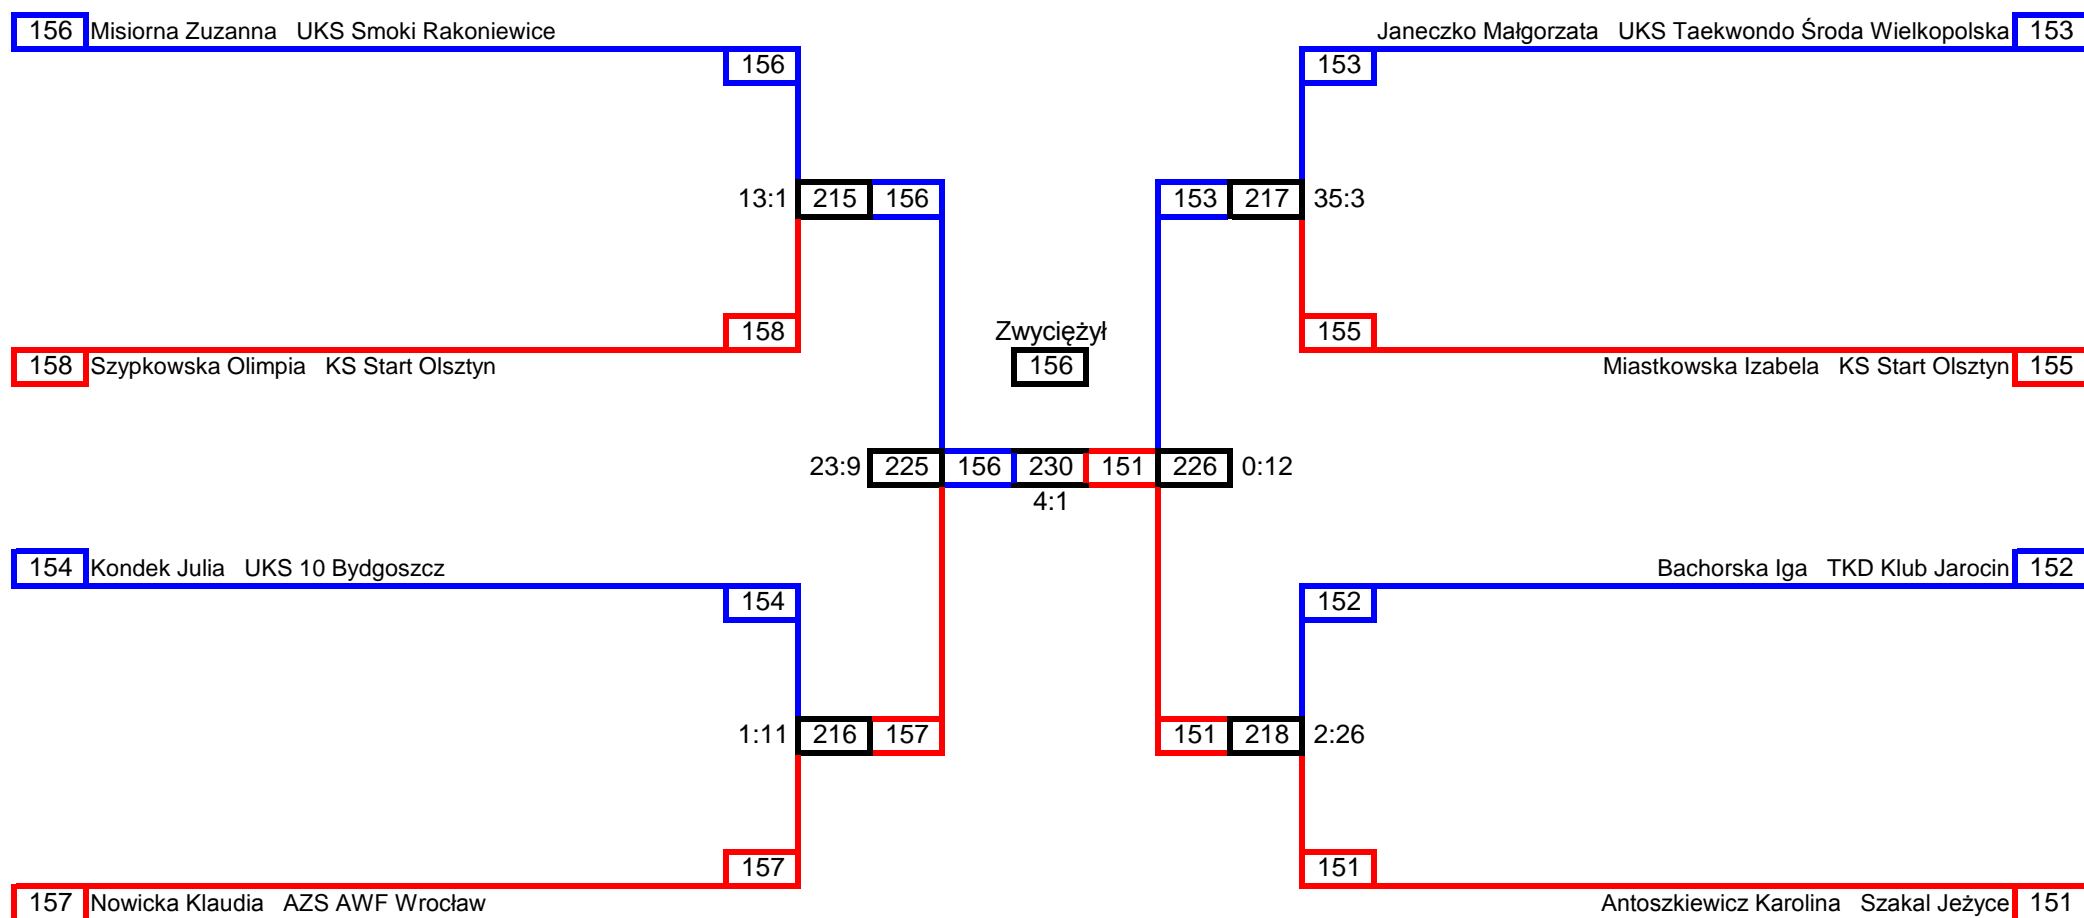 156 Misiorna Zuzanna UKS Smoki Rakoniewice
Janeczko Małgorzata UKS Taekwondo Środa Wielkopolska 153
156
153
13:1 215 156
153 217 35:3
158
Zwyciężył
155
158 Szypkowska Olimpia KS Start Olsztyn
156
Miastkowska Izabela KS Start Olsztyn 155
23:9 225 156 230 151 226 0:12
4:1
154 Kondek Julia UKS 10 Bydgoszcz
Bachorska Iga TKD Klub Jarocin 152
154
152
1:11 216 157
151 218 2:26
157
151
157 Nowicka Klaudia AZS AWF Wrocław
Antoszkiewicz Karolina Szakal Jeżyce 151